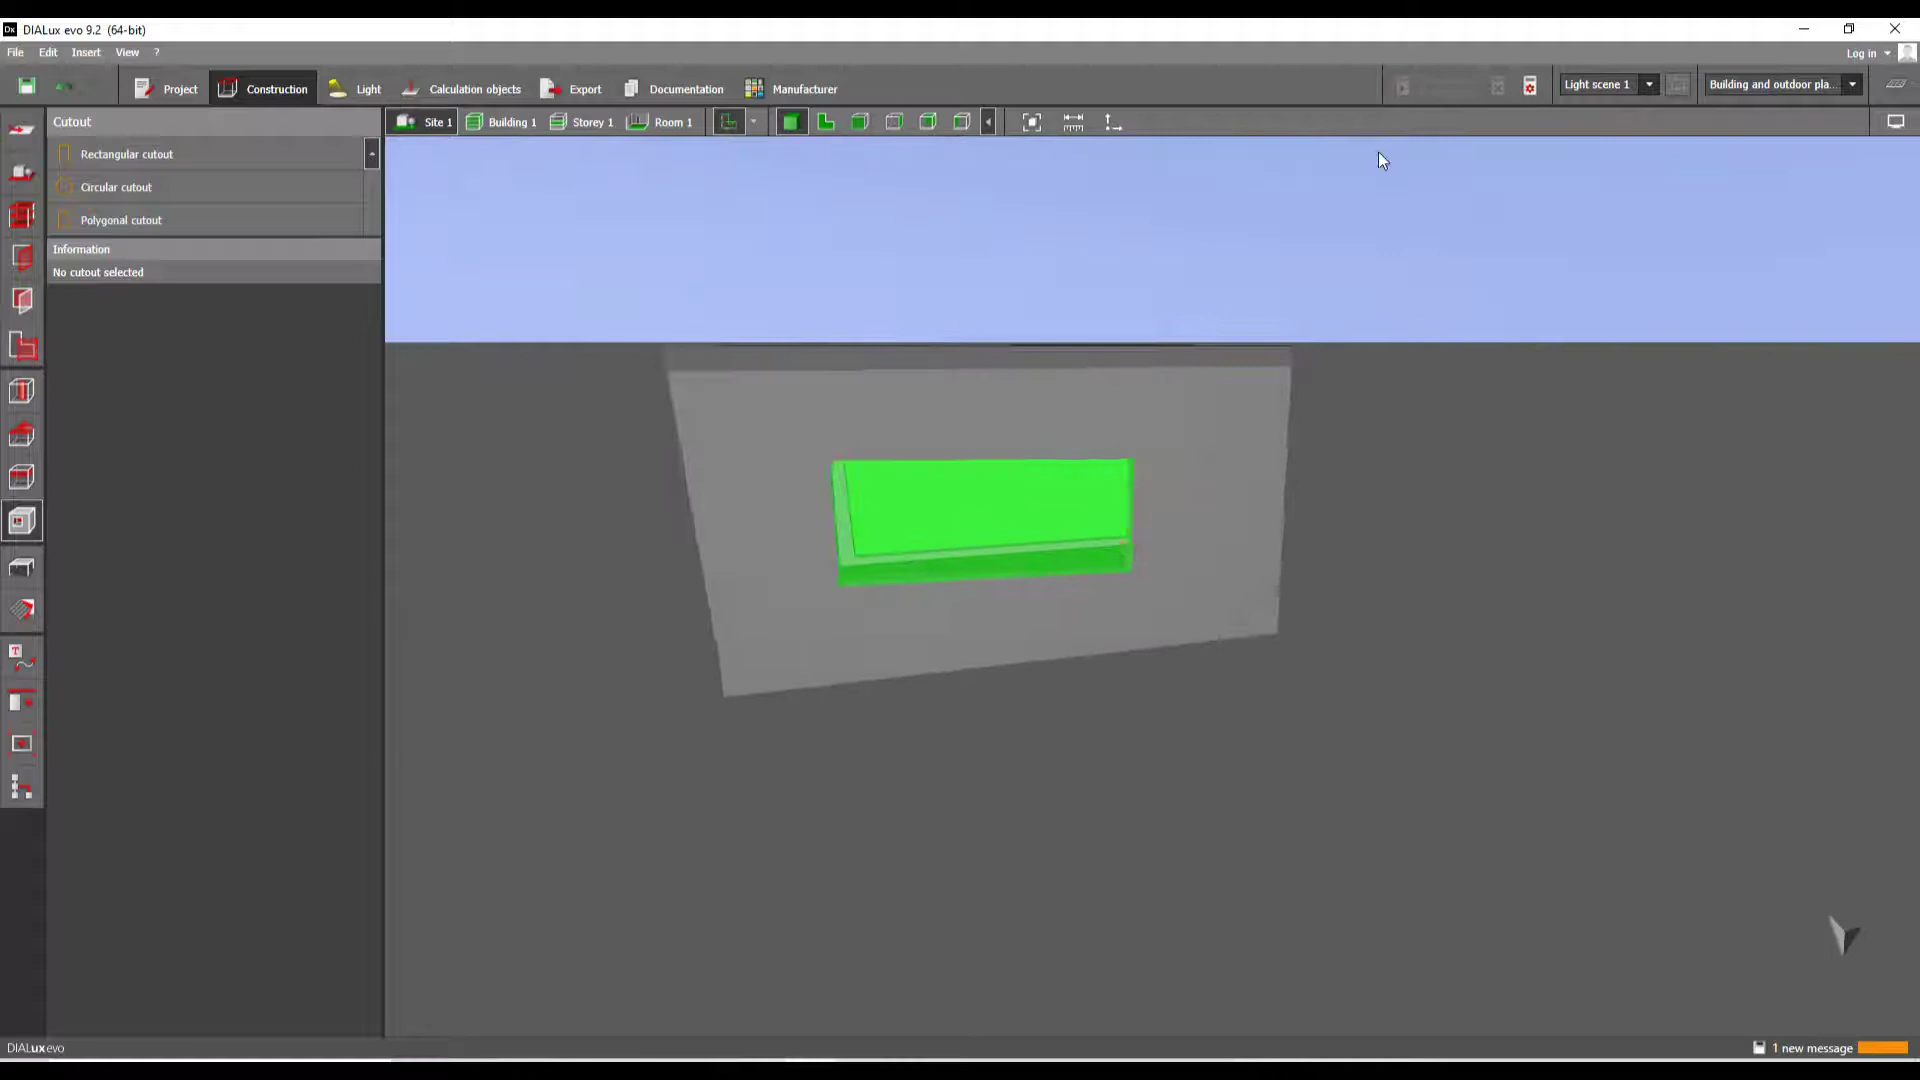 DIALux evo 9.2 (64-bit)
File Edit Insert View ?
Log in
Project Construction Light Calculation objects Export Documentation Manufacturer
Light scene 1 Building and outdoor pla...
Cutout
Site 1 Building 1 Storey 1 Room 1
Rectangular cutout
Circular cutout
Polygonal cutout
Information
No cutout selected
DIALux evo
1 new message